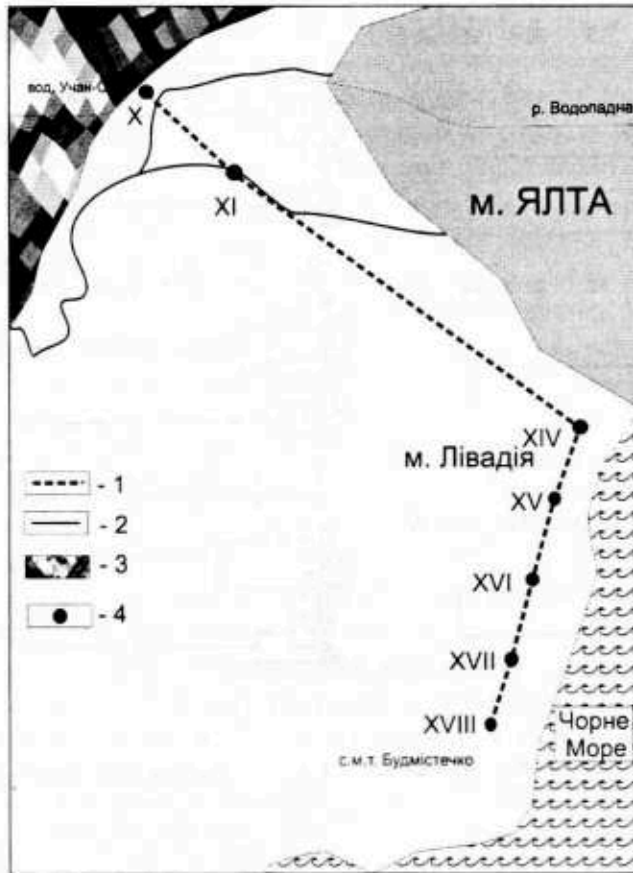 вод. Учан-С
X
р. Водопадна
XI
м. ЯЛТА
XIV
м. Лівадія
- 1
XV
- 2
- 3
XVI
- 4
XVII
XVIII
Чорне
Море
с.м.т. Будмістечко